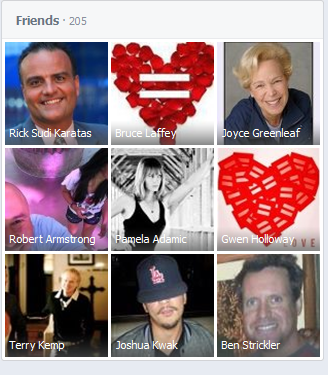 Friends · 205
Rick Sudi Karatas
Bruce Laffey
Joyce Greenleaf
Robert Armstrong
Pamela Adamic
Gwen Holloway
LOVE
Terry Kemp
Joshua Kwak
Ben Strickler